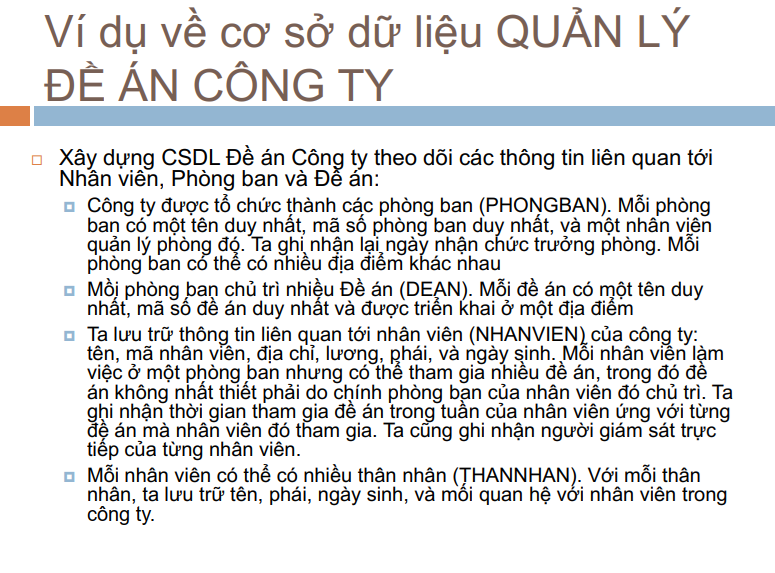 Ví dụ về cơ sở dữ liệu QUẢN LÝ
ĐỀ ÁN CÔNG TY
Xây dựng CSDL Đề án Công ty theo dõi các thông tin liên quan tới
Nhân viên, Phòng ban và Đề án:
Công ty được tổ chức thành các phòng ban (PHONGBAN). Mỗi phòng
ban có một tên duy nhất, mã số phòng ban duy nhất, và một nhân viên
quản lý phòng đó. Ta ghi nhận lại ngày nhận chức trưởng phòng. Mỗi
phòng ban có thể có nhiều địa điểm khác nhau
Mồi phòng ban chủ trì nhiều Đề án (DEAN). Mỗi đề án có một tên duy
nhất, mã số đề án duy nhất và được triển khai ở một địa điểm
Ta lưu trữ thông tin liên quan tới nhân viên (NHANVIEN) của công ty:
tên, mã nhân viên, địa chỉ, lương, phái, và ngày sinh. Mỗi nhân viên làm
việc ở một phòng ban nhưng có thể tham gia nhiều đề án, trong đó đề
án không nhất thiết phải do chính phòng ban của nhân viên đó chủ trì. Ta
ghi nhận thời gian tham gia đề án trong tuần của nhân viên ứng với từng
đề án mà nhân viên đó tham gia. Ta cũng ghi nhận người giám sát trực
tiếp của từng nhân viên.
Mỗi nhân viên có thể có nhiều thân nhân (THANNHAN). Với mỗi thân
nhân, ta lưu trữ tên, phái, ngày sinh, và mối quan hệ với nhân viên trong
công ty.